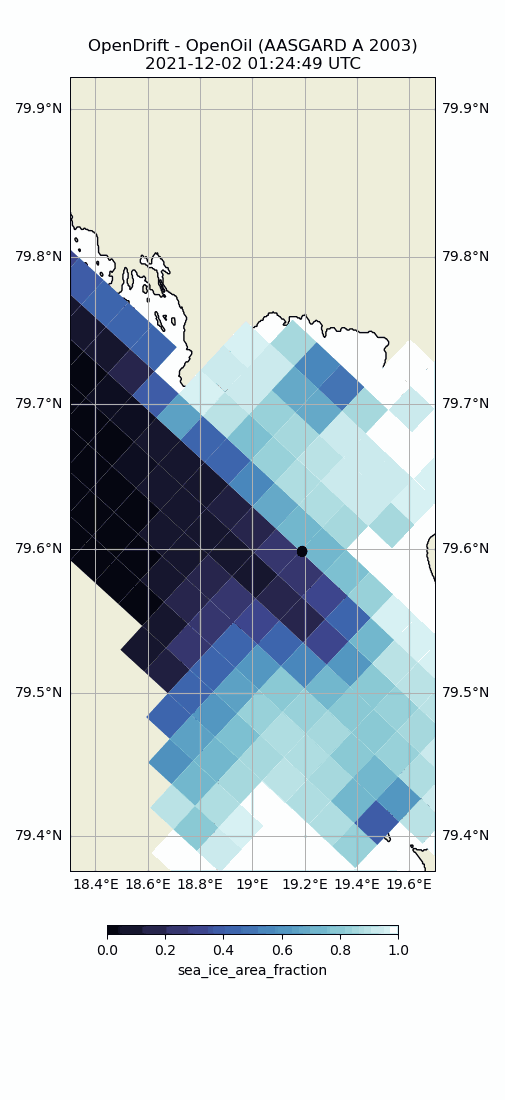 OpenDrift - OpenOil (AASGARD A 2003)
2021-12-02 01:24:49 UTC
79.9°N 79.9°N
79.8°N 79.8°N
79.7°N 79.7°N
79.6°N 79.6°N
79.5°N 79.5°N
79.4°N 79.4°N
18.4°E 18.6°E 18.8°E 19°E 19.2°E 19.4°E 19.6°E
0.0 0.2 0.4 0.6 0.8 1.0
sea_ice_area_fraction